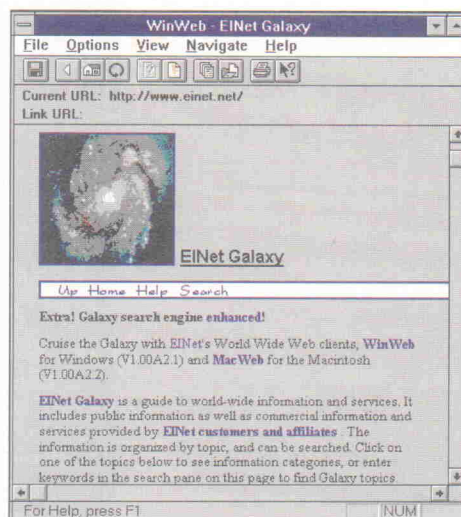 WinWeb - EINet Galaxy
File Options View Navigate Help
Current URL: http://www.einet.net/
Link URL:
EINet Galaxy
Up Home Help Search
Extra! Galaxy search engine enhanced!
Cruise the Galaxy with EINet's World Wide Web clients, WinWeb
for Windows (V1.00A2.1) and MacWeb for the Macintosh
(V1.00A2.2).
EINet Galaxy is a guide to world-wide information and services. It
includes public information as well as commercial information and
services provided by EINet customers and affiliates . The
information is organized by topic, and can be searched. Click on
one of the topics below to see information categories, or enter
keywords in the search pane on this page to find Galaxy topics
For Help, press F1
NUM